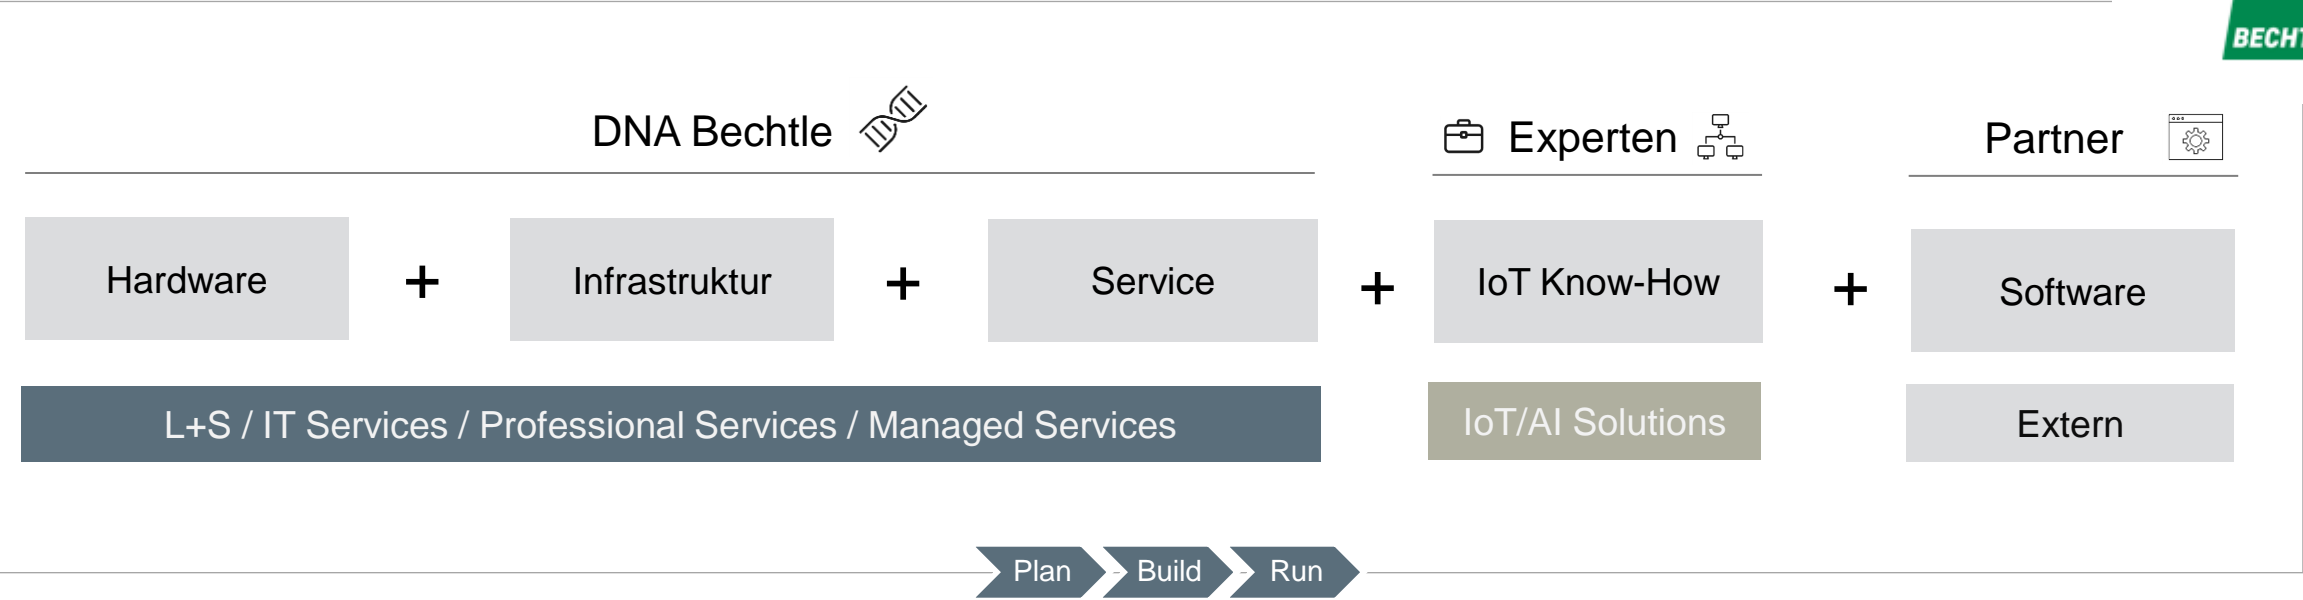 BECHT
DNA Bechtle
Experten
Partner
Hardware + Infrastruktur + Service + IoT Know-How + Software
L+S / IT Services / Professional Services / Managed Services
IoT/AI Solutions
Extern
Plan
Build
Run